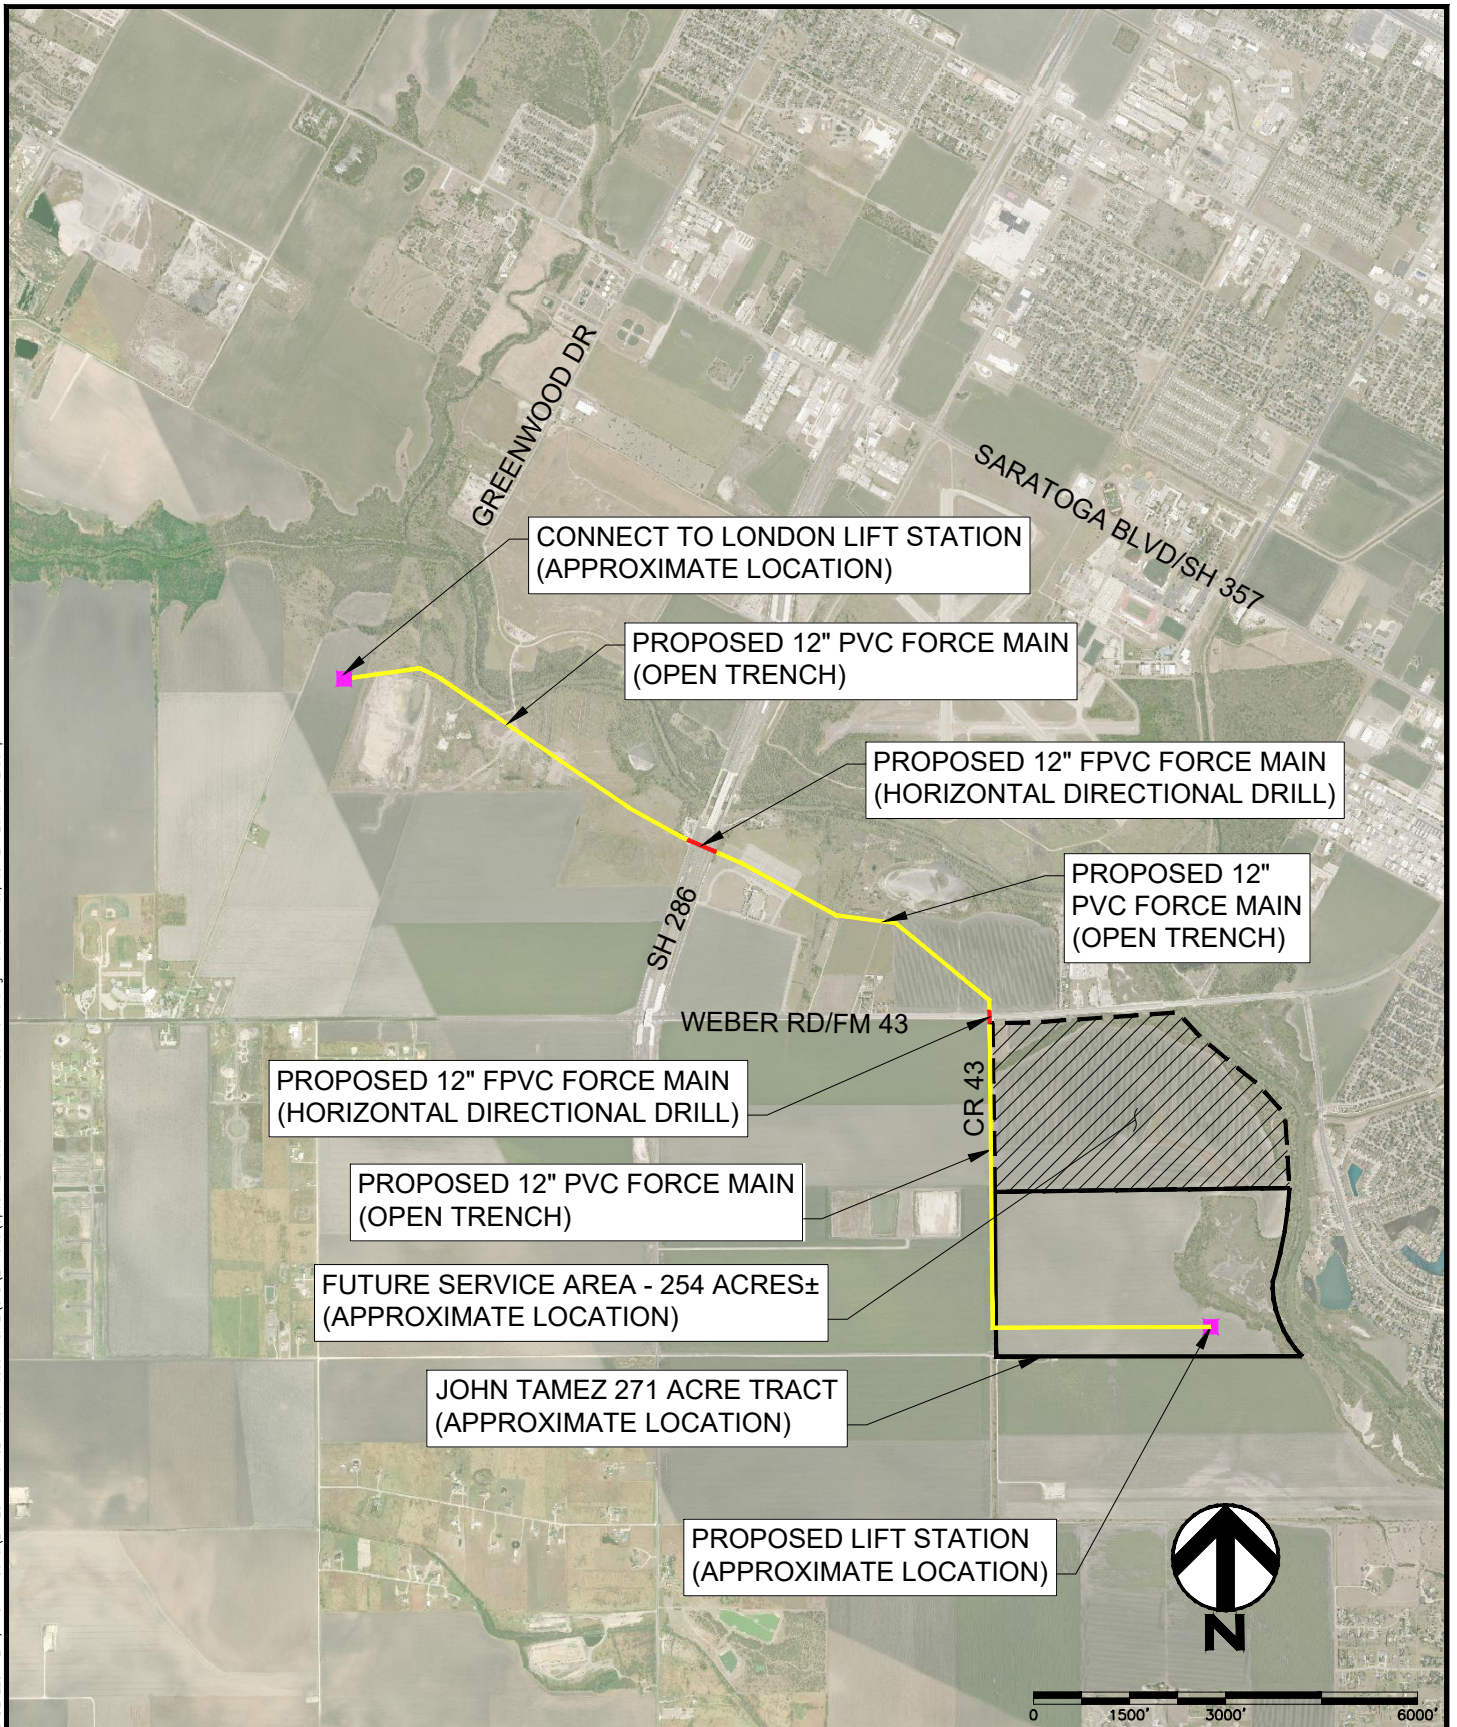 GREENWOOD DR
SARATOGA BLVD/SH 357
CONNECT TO LONDON LIFT STATION
(APPROXIMATE LOCATION)
PROPOSED 12" PVC FORCE MAIN
(OPEN TRENCH)
PROPOSED 12" FPVC FORCE MAIN
(HORIZONTAL DIRECTIONAL DRILL)
PROPOSED 12"
PVC FORCE MAIN
(OPEN TRENCH)
SH 286
WEBER RD/FM 43
PROPOSED 12" FPVC FORCE MAIN
(HORIZONTAL DIRECTIONAL DRILL)
CR 43
PROPOSED 12" PVC FORCE MAIN
(OPEN TRENCH)
FUTURE SERVICE AREA - 254 ACRES±
(APPROXIMATE LOCATION)
JOHN TAMEZ 271 ACRE TRACT
(APPROXIMATE LOCATION)
PROPOSED LIFT STATION
(APPROXIMATE LOCATION)
N
0 1500' 3000' 6000'